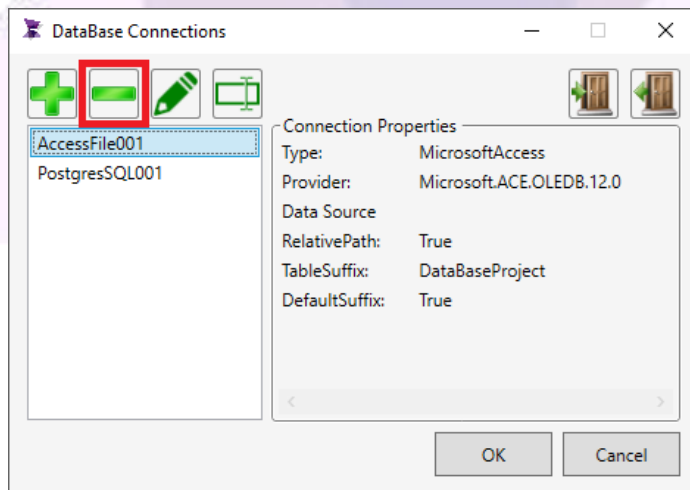 DataBase Connections
AccessFile001
PostgresSQL001
Connection Properties
Type: MicrosoftAccess
Provider: Microsoft.ACE.OLEDB.12.0
Data Source
RelativePath: True
TableSuffix: DataBaseProject
DefaultSuffix: True
OK Cancel